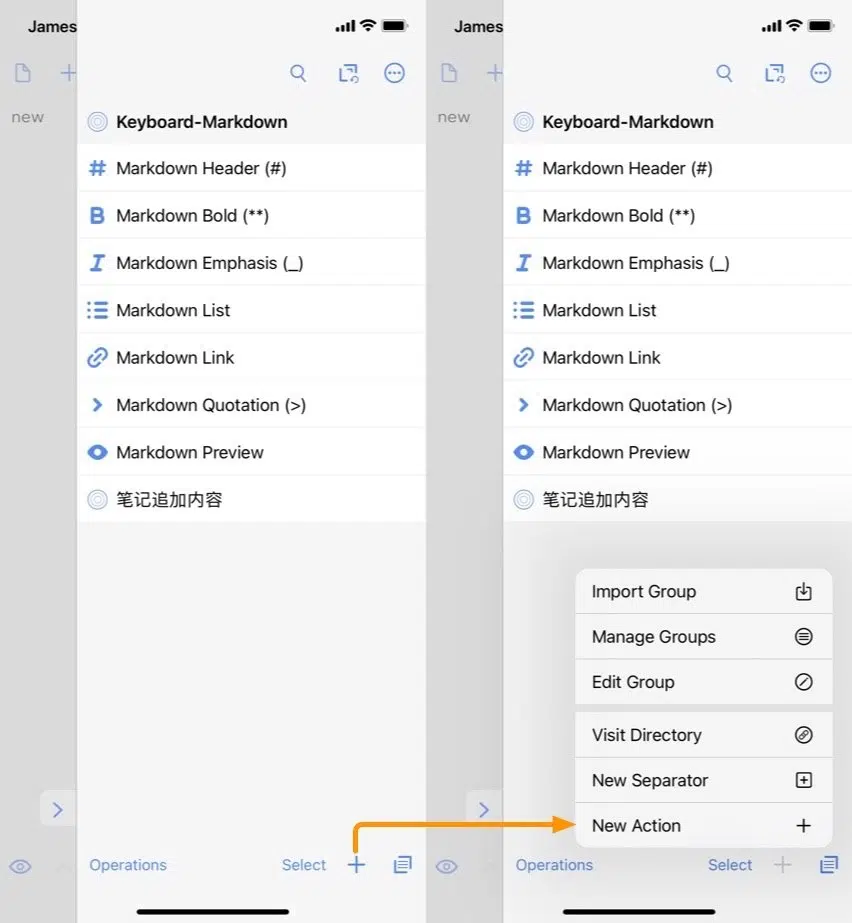 James
new
Keyboard-Markdown
Markdown Header (#)
Markdown Bold (**)
Markdown Emphasis (_)
Markdown List
Markdown Link
Markdown Quotation (>)
Markdown Preview
笔记追加内容
Operations
Select
James
new
Keyboard-Markdown
Markdown Header (#)
Markdown Bold (**)
Markdown Emphasis (_)
Markdown List
Markdown Link
Markdown Quotation (>)
Markdown Preview
笔记追加内容
Import Group
Manage Groups
Edit Group
Visit Directory
New Separator
New Action
Operations
Select